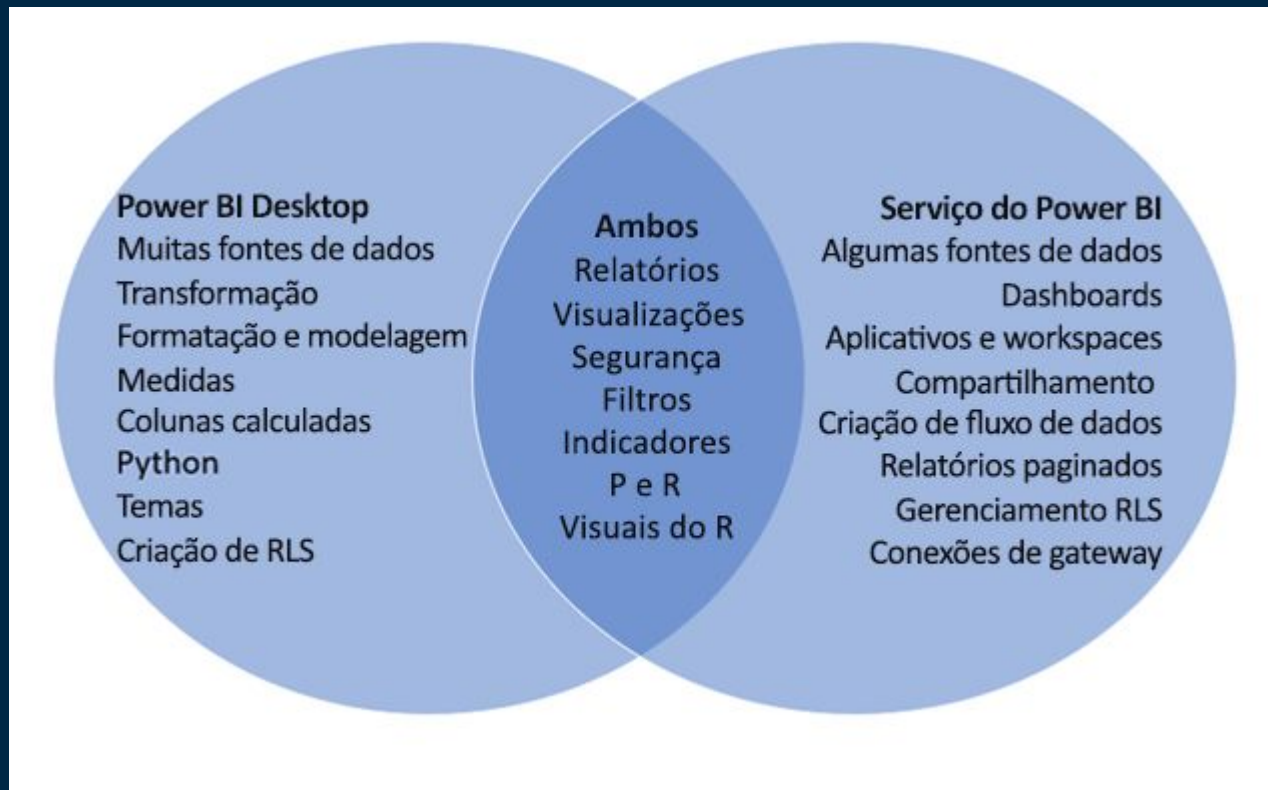 Power BI Desktop
Muitas fontes de dados
Transformação
Formatação e modelagem
Medidas
Colunas calculadas
Python
Temas
Criação de RLS
Ambos
Relatórios
Visualizações
Segurança
Filtros
Indicadores
P e R
Visuais do R
Serviço do Power BI
Algumas fontes de dados
Dashboards
Aplicativos e workspaces
Compartilhamento
Criação de fluxo de dados
Relatórios paginados
Gerenciamento RLS
Conexões de gateway